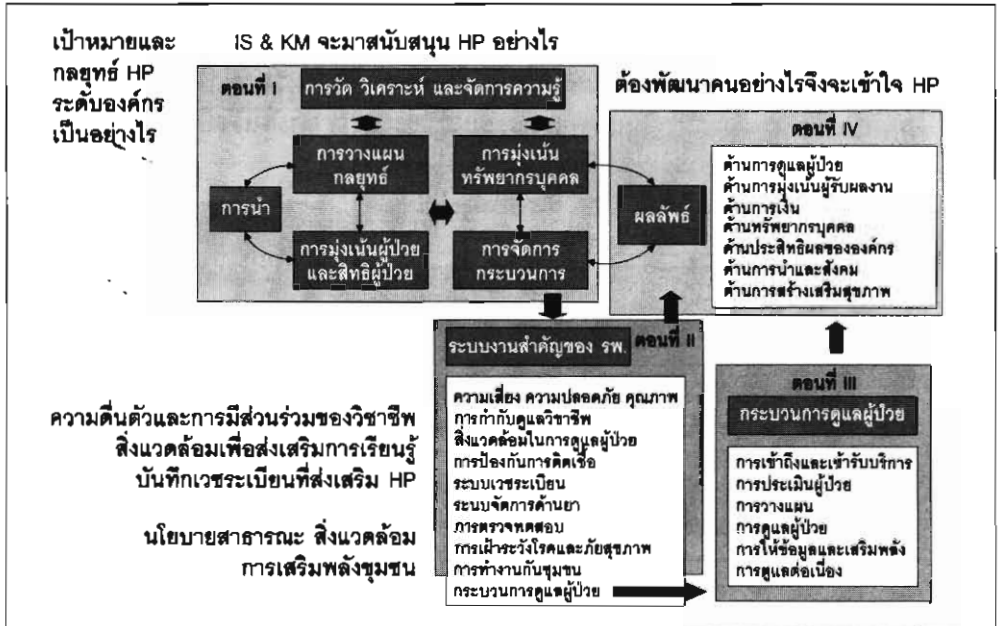 เป้าหมายและ
กลยุทธ์ HP
ระดับองค์กร
เป็นอย่างไร
IS & KM จะมาสนับสนุน HP อย่างไร
ตอนที่ I
การวัด วิเคราะห์ และจัดการความรู้
การวางแผน
กลยุทธ์
การมุ่งเน้น
ทรัพยากรบุคคล
การนำ
การมุ่งเน้นผู้ป่วย
และสิทธิผู้ป่วย
การจัดการ
กระบวนการ
ต้องพัฒนาคนอย่างไรจึงจะเข้าใจ HP
ตอนที่ IV
ผลลัพธ์
ด้านการดูแลผู้ป่วย
ด้านการมุ่งเน้นผู้รับผลงาน
ด้านการเงิน
ด้านทรัพยากรบุคคล
ด้านประสิทธิผลขององค์กร
ด้านการนำและสังคม
ด้านการสร้างเสริมสุขภาพ
ระบบงานสำคัญของ รพ.
ตอนที่ II
ความเสี่ยง ความปลอดภัย คุณภาพ
การกำกับดูแลวิชาชีพ
สิ่งแวดล้อมในการดูแลผู้ป่วย
การป้องกันการติดเชื้อ
ระบบเวชระเบียน
ระบบจัดการด้านยา
การตรวจทดสอบ
การเฝ้าระวังโรคและภัยสุขภาพ
การทำงานกับชุมชน
กระบวนการดูแลผู้ป่วย
ตอนที่ III
กระบวนการดูแลผู้ป่วย
การเข้าถึงและเข้ารับบริการ
การประเมินผู้ป่วย
การวางแผน
การดูแลผู้ป่วย
การให้ข้อมูลและเสริมพลัง
การดูแลต่อเนื่อง
ความตื่นตัวและการมีส่วนร่วมของวิชาชีพ
สิ่งแวดล้อมเพื่อส่งเสริมการเรียนรู้
บันทึกเวชระเบียนที่ส่งเสริม HP
นโยบายสาธารณะ สิ่งแวดล้อม
การเสริมพลังชุมชน